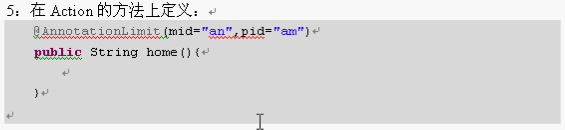 5：在 Action 的方法上定义：
@AnnotationLimit(mid="an",pid="am")
public String home(){
}